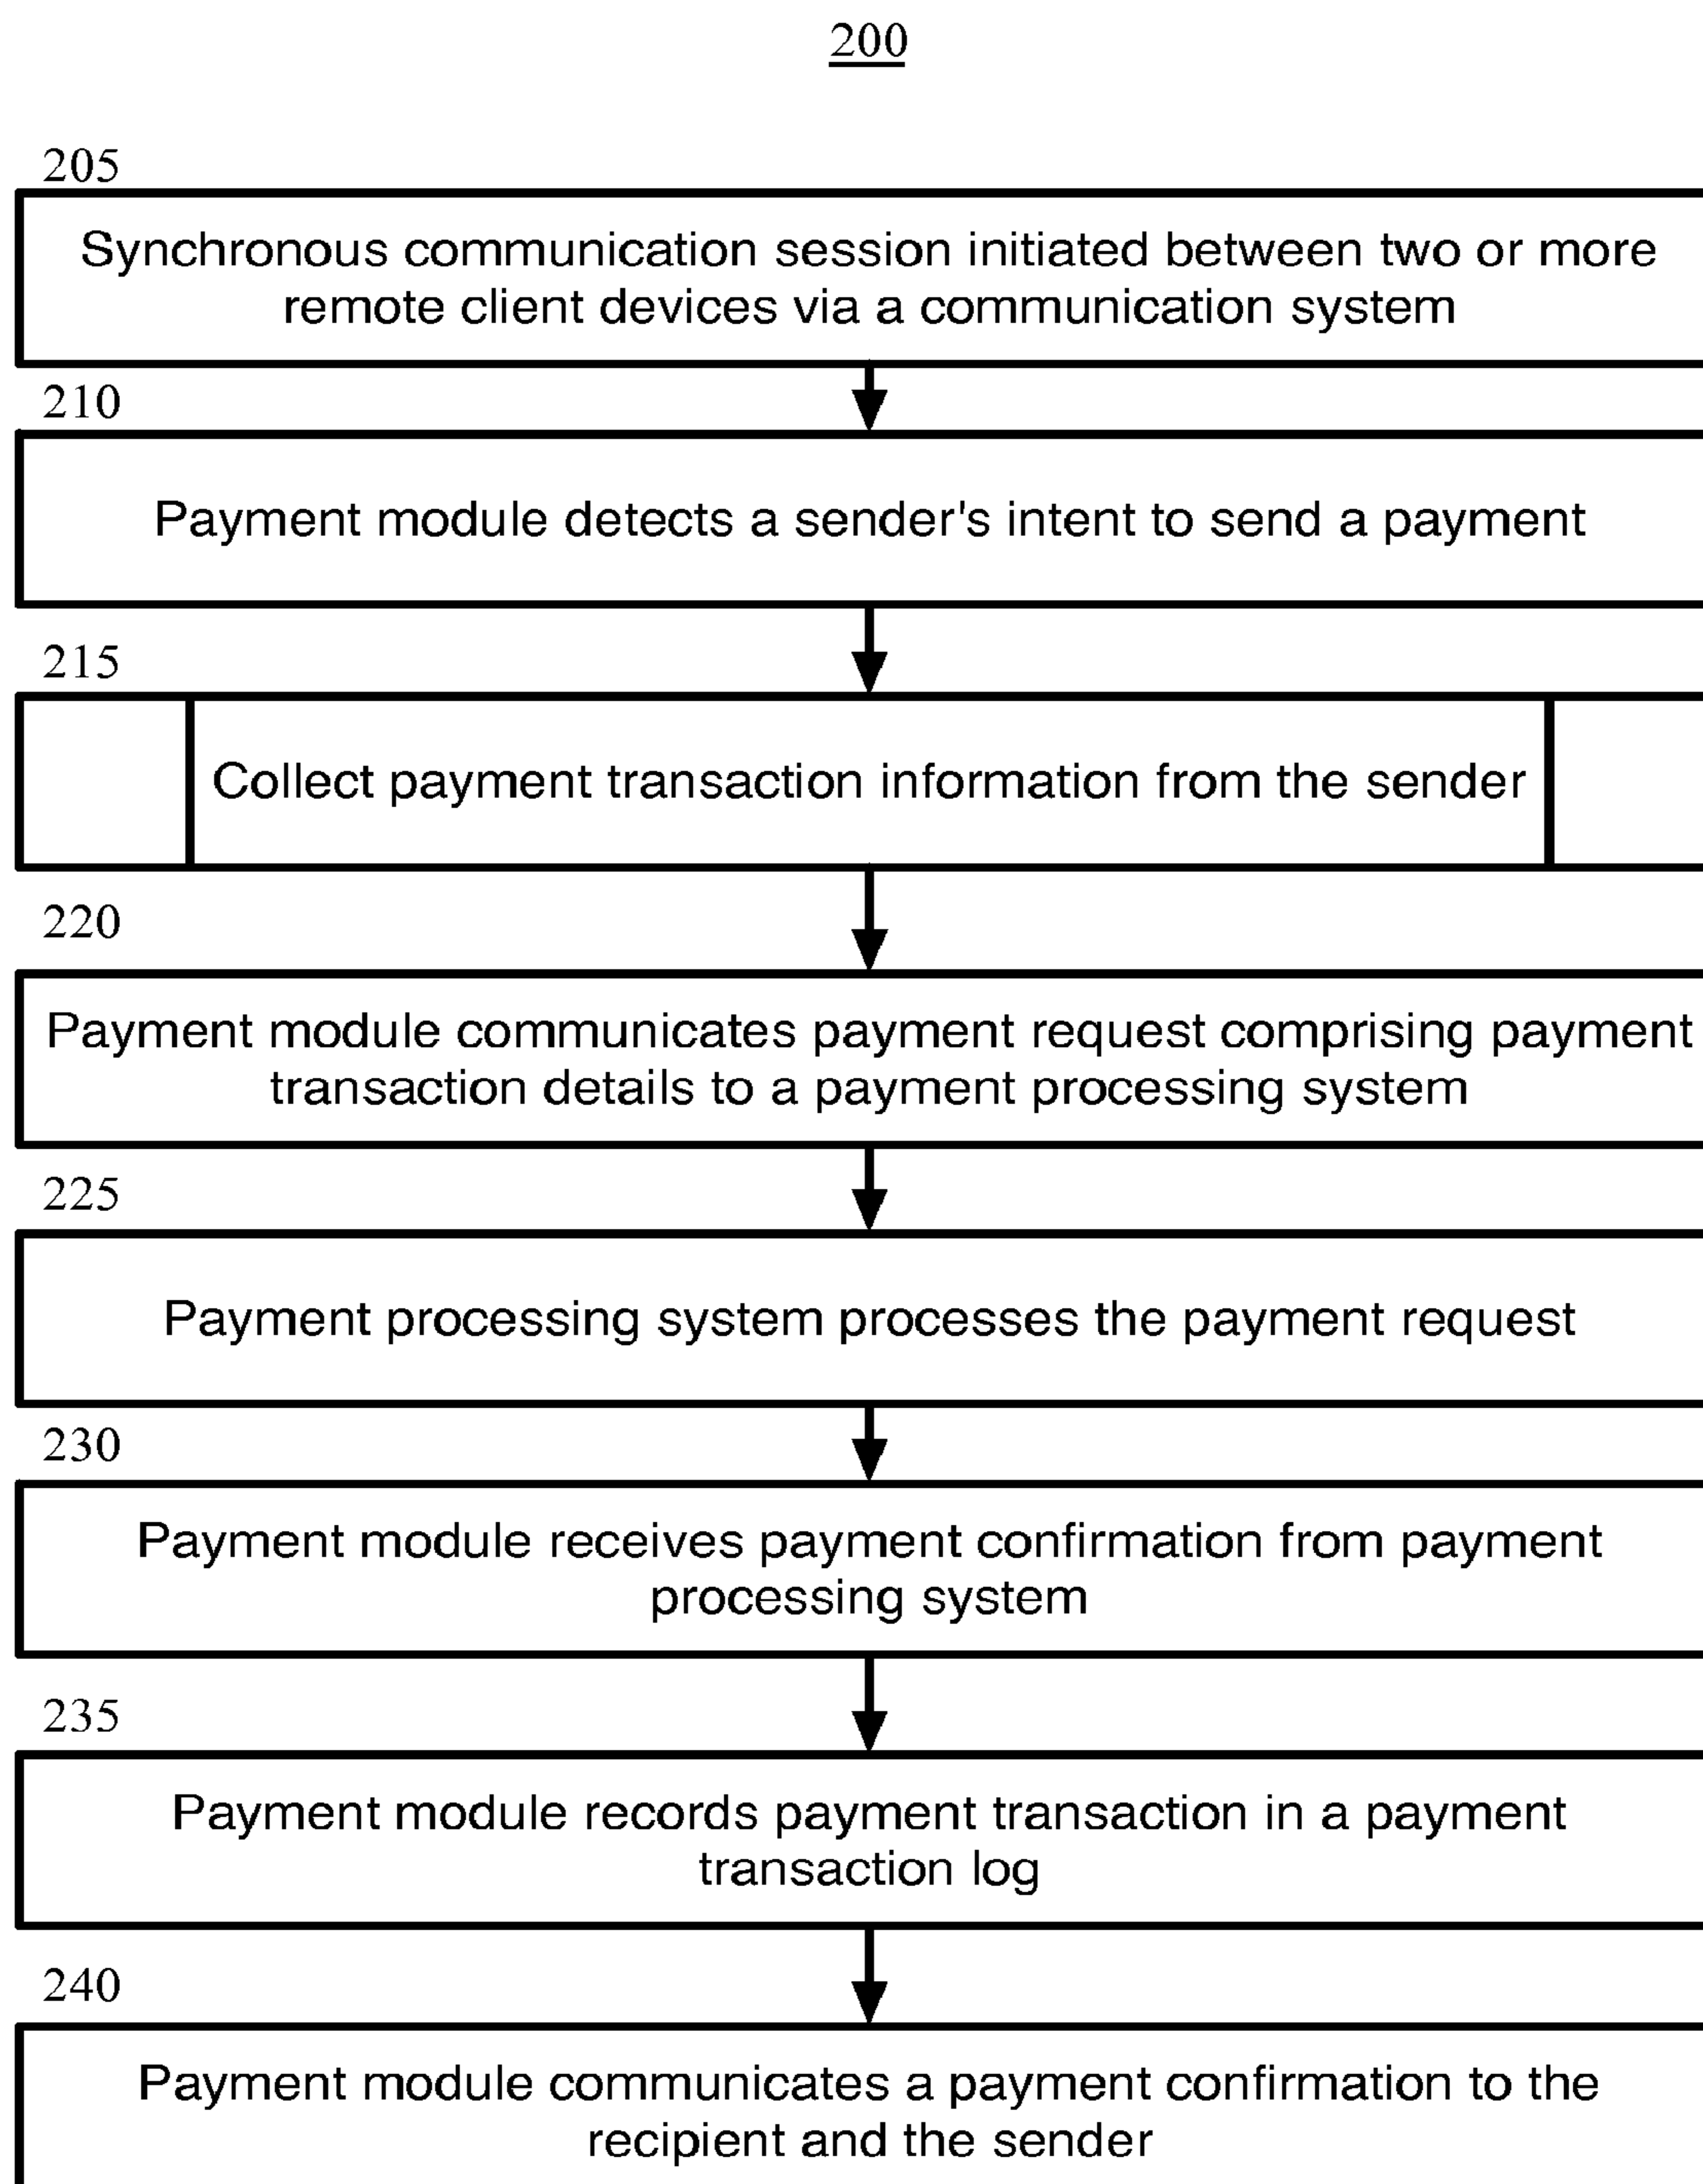 200
205
Synchronous communication session initiated between two or more
remote client devices via a communication system
210
Payment module detects a sender's intent to send a payment
215
Collect payment transaction information from the sender
220
Payment module communicates payment request comprising payment
transaction details to a payment processing system
225
Payment processing system processes the payment request
230
Payment module receives payment confirmation from payment
processing system
235
Payment module records payment transaction in a payment
transaction log
240
Payment module communicates a payment confirmation to the
recipient and the sender